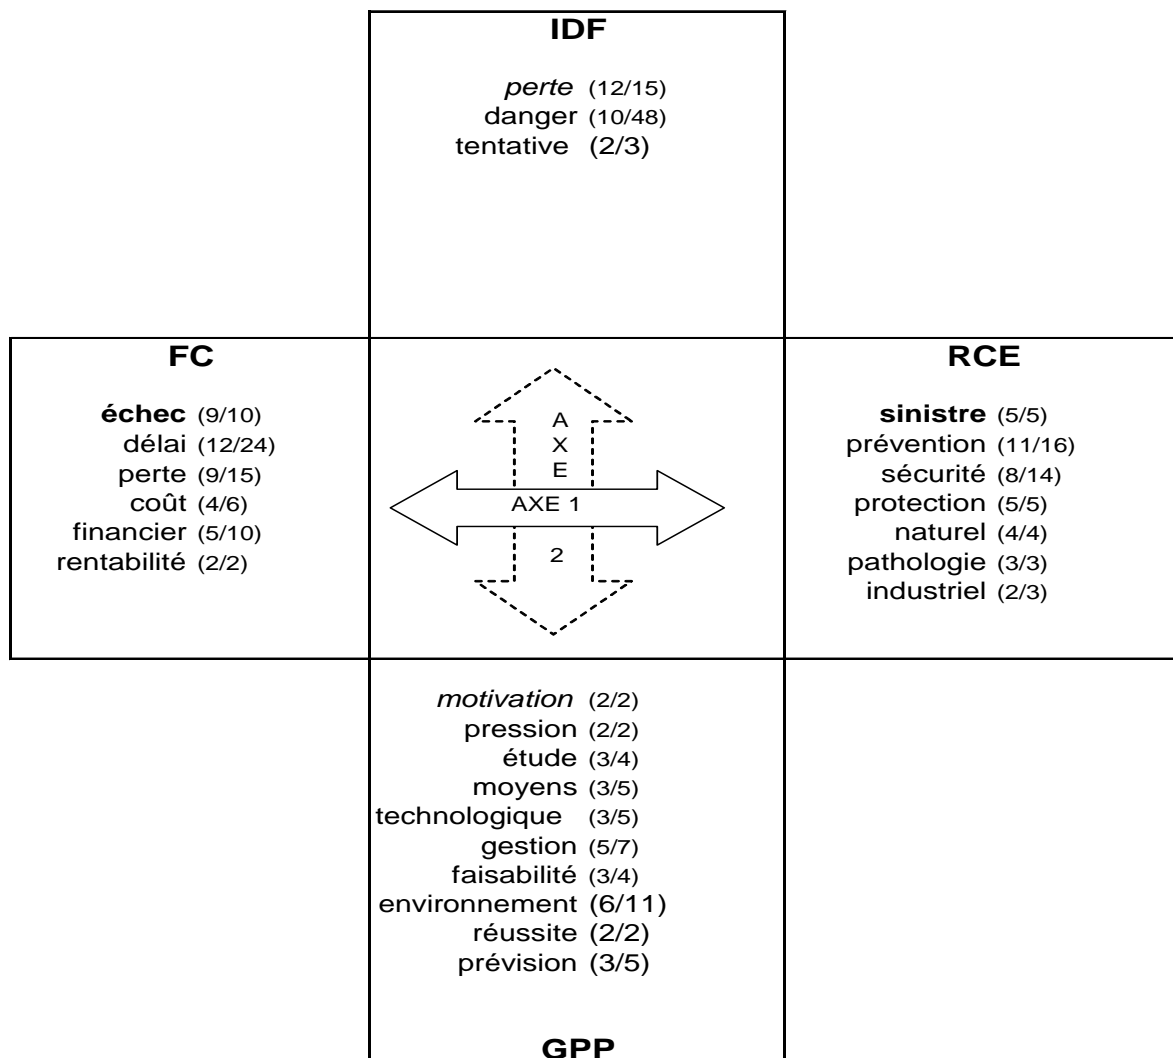 IDF
perte (12/15)
danger (10/48)
tentative (2/3)
FC
échec (9/10)
délai (12/24)
perte (9/15)
coût (4/6)
financier (5/10)
rentabilité (2/2)
A
X
E
AXE 1
2
RCE
sinistre (5/5)
prévention (11/16)
sécurité (8/14)
protection (5/5)
naturel (4/4)
pathologie (3/3)
industriel (2/3)
motivation (2/2)
pression (2/2)
étude (3/4)
moyens (3/5)
technologique (3/5)
gestion (5/7)
faisabilité (3/4)
environnement (6/11)
réussite (2/2)
prévision (3/5)
GPP